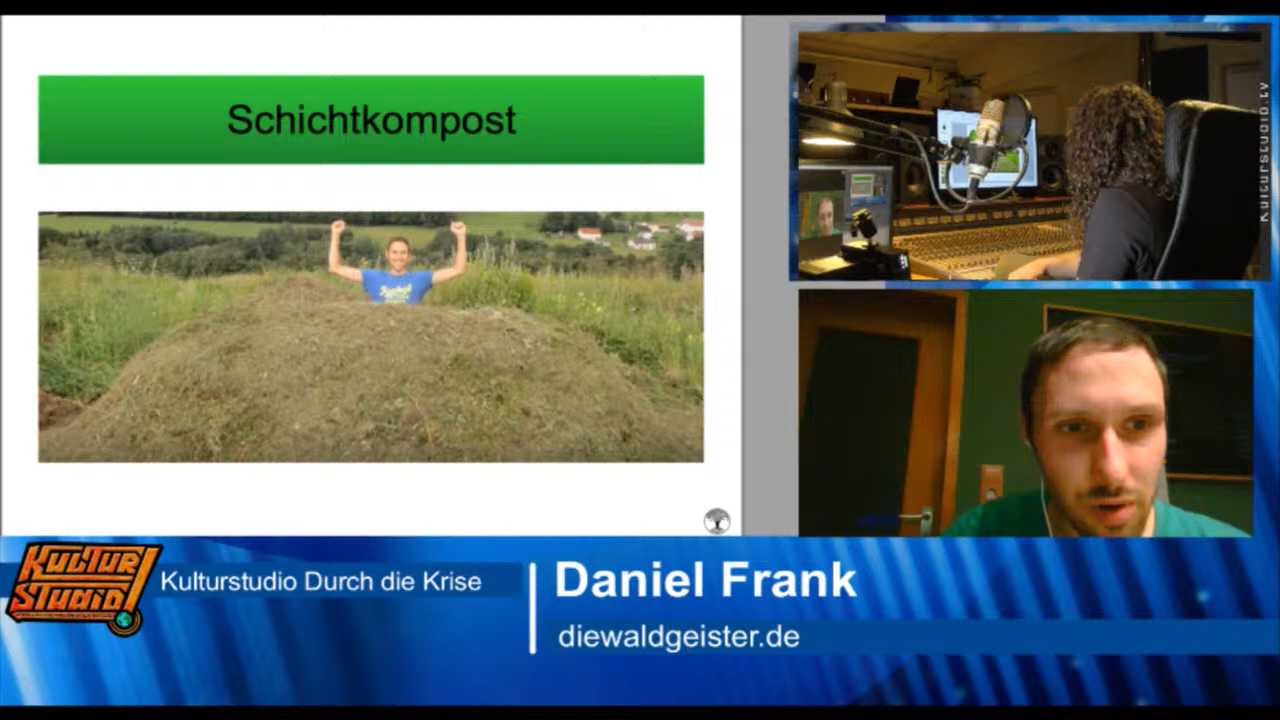 Schichtkompost
Kulturstudio.tv
KULTUR
STUDIO!
Kulturstudio Durch die Krise
Daniel Frank
diewaldgeister.de